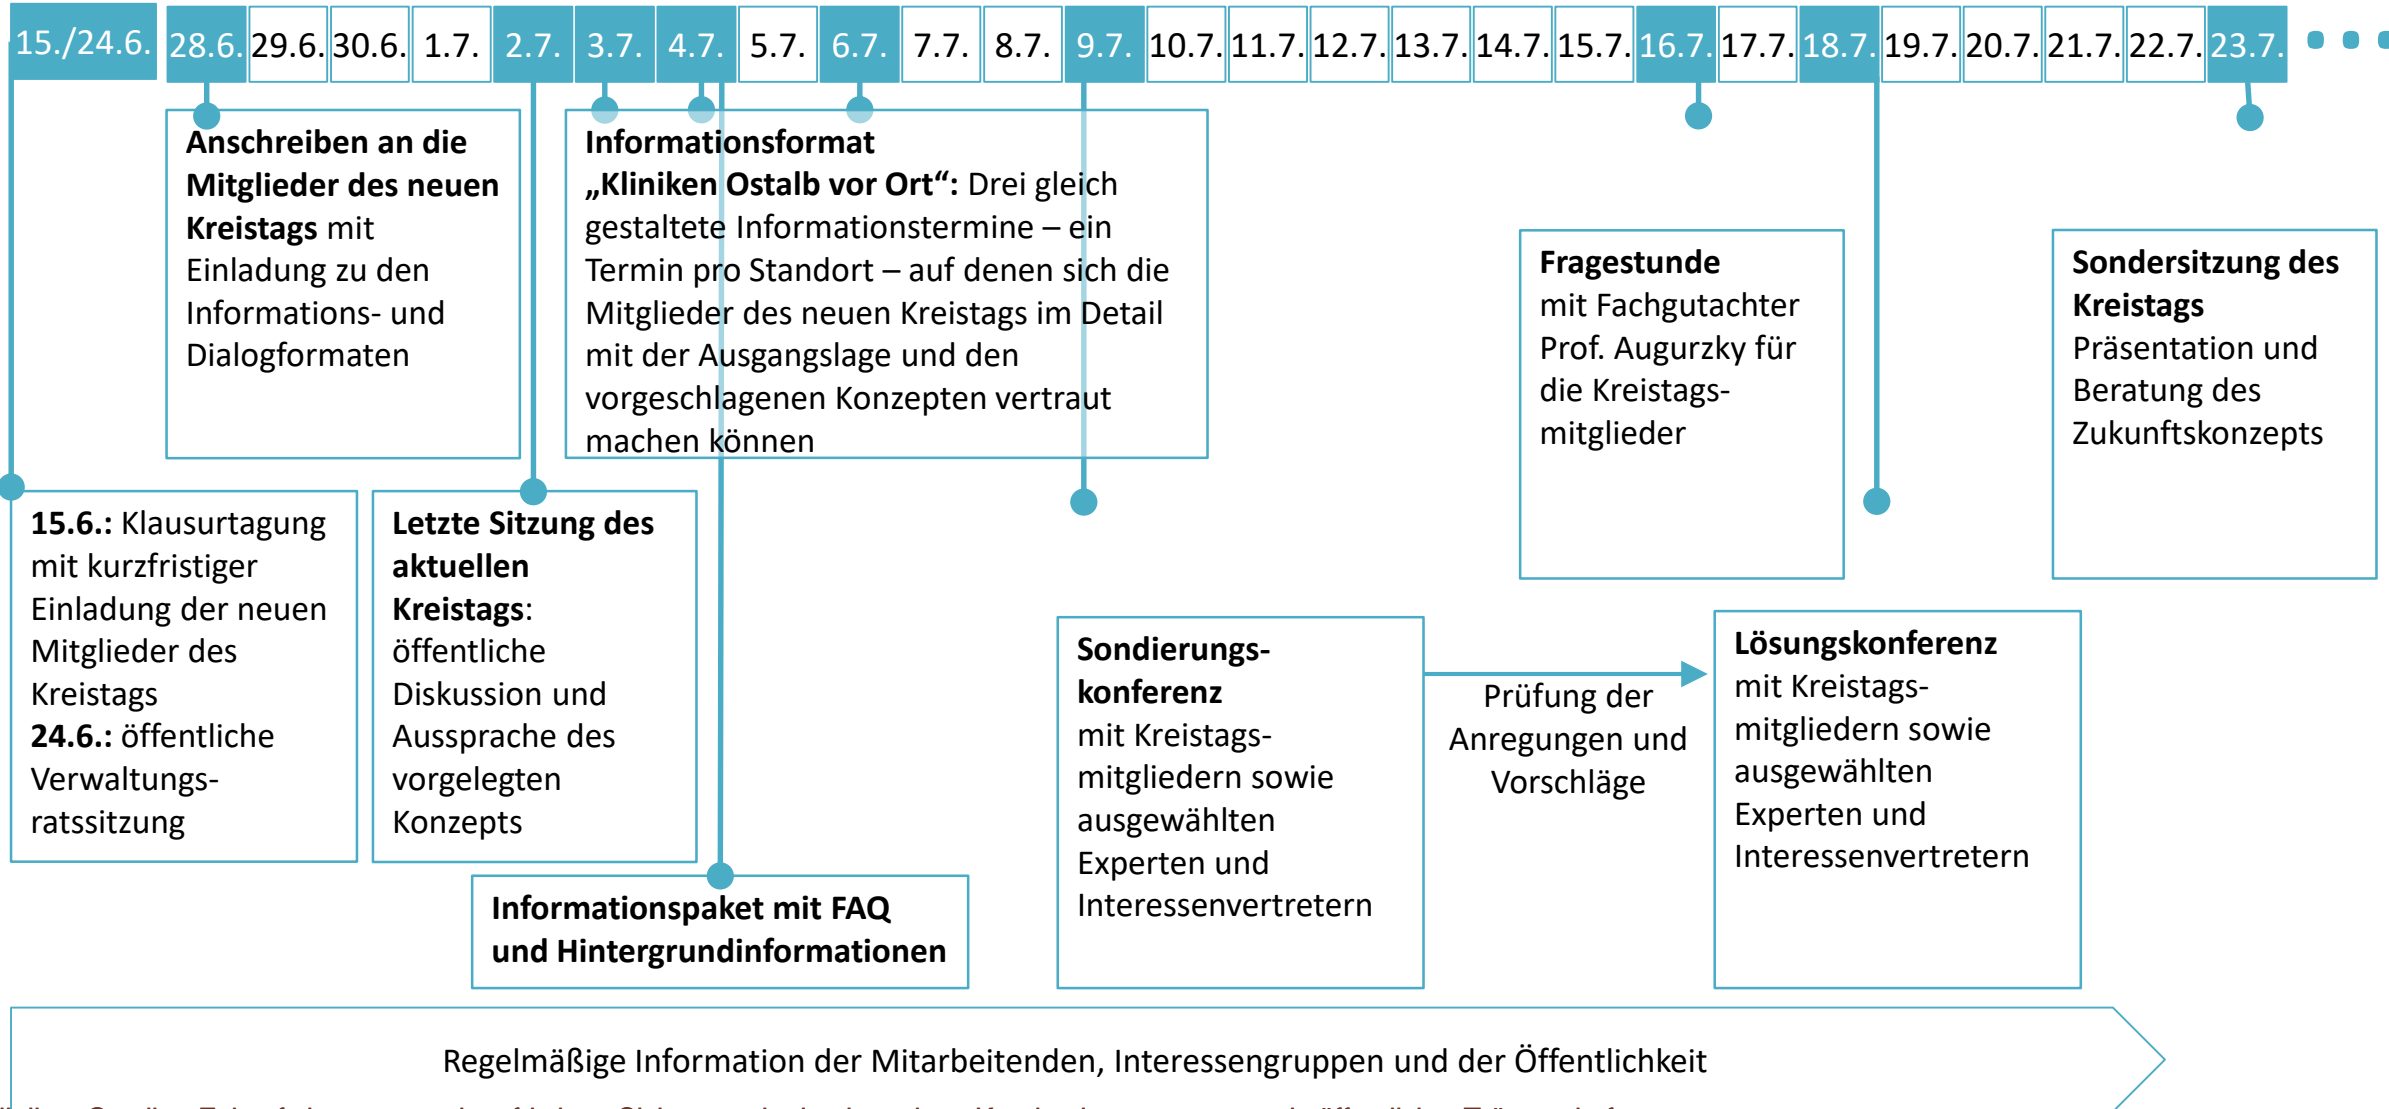 15./24.6. 28.6. 29.6. 30.6. 1.7. 2.7. 3.7. 4.7. 5.7. 6.7. 7.7. 8.7. 9.7. 10.7. 11.7. 12.7. 13.7. 14.7. 15.7. 16.7. 17.7. 18.7. 19.7. 20.7. 21.7. 22.7. 23.7.
Anschreiben an die
Mitglieder des neuen
Kreistags mit
Einladung zu den
Informations- und
Dialogformaten
Informationsformat
„Kliniken Ostalb vor Ort“: Drei gleich
gestaltete Informationstermine – ein
Termin pro Standort – auf denen sich die
Mitglieder des neuen Kreistags im Detail
mit der Ausgangslage und den
vorgeschlagenen Konzepten vertraut
machen können
Fragestunde
mit Fachgutachter
Prof. Augurzky für
die Kreistags-
mitglieder
Sondersitzung des
Kreistags
Präsentation und
Beratung des
Zukunftskonzepts
15.6.: Klausurtagung
mit kurzfristiger
Einladung der neuen
Mitglieder des
Kreistags
24.6.: öffentliche
Verwaltungs-
ratssitzung
Letzte Sitzung des
aktuellen
Kreistags:
öffentliche
Diskussion und
Aussprache des
vorgelegten
Konzepts
Informationspaket mit FAQ
und Hintergrundinformationen
Sondierungs-
konferenz
mit Kreistags-
mitgliedern sowie
ausgewählten
Experten und
Interessenvertretern
Prüfung der
Anregungen und
Vorschläge
Lösungskonferenz
mit Kreistags-
mitgliedern sowie
ausgewählten
Experten und
Interessenvertretern
Regelmäßige Information der Mitarbeitenden, Interessengruppen und der Öffentlichkeit